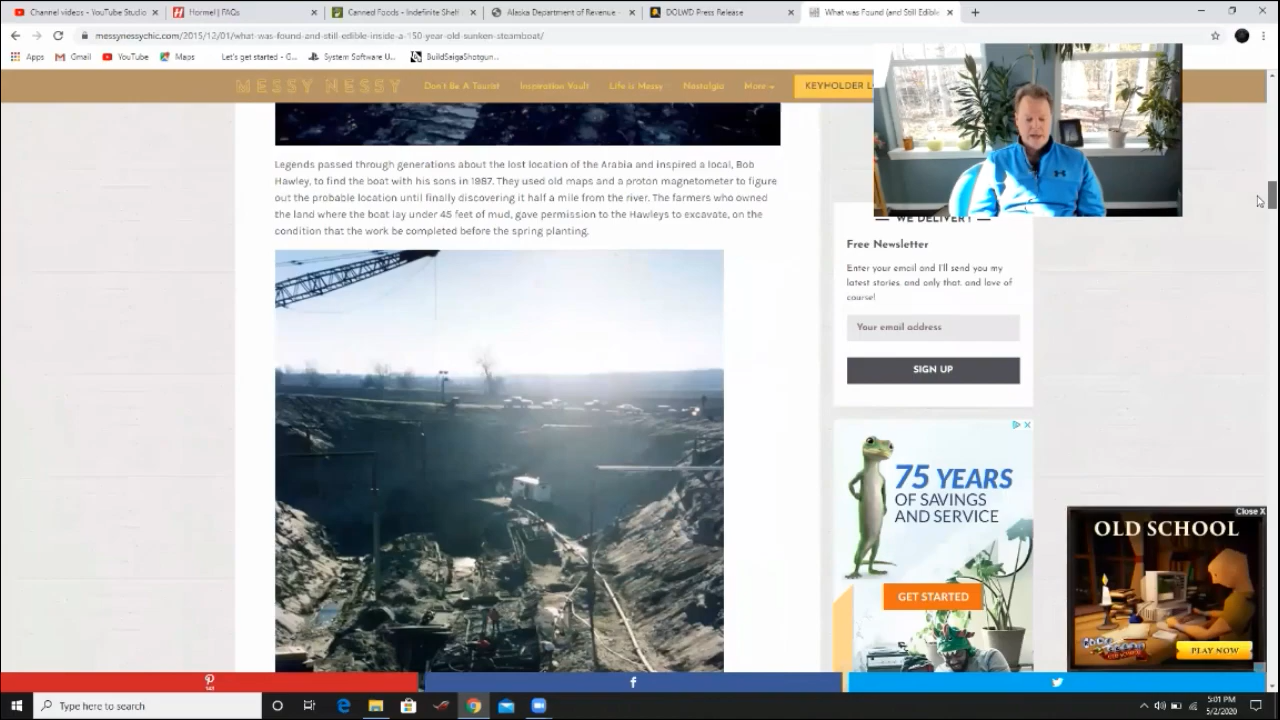 Channel videos - YouTube Studio
Hormel | FAQs
Canned Foods - Indefinite Shelf
Alaska Department of Revenue -
DOLWD Press Release
What was Found (and Still Edible
messynessychic.com/2015/12/01/what-was-found-and-still-edible-inside-a-150-year-old-sunken-steamboat/
Apps
Gmail
YouTube
Maps
Let's get started - G...
System Software U...
BuildSaigaShotgun...
MESSY NESSY
Don't Be A Tourist
Inspiration Vault
Life is Messy
Nostalgia
More
KEYHOLDER
Legends passed through generations about the lost location of the Arabia and inspired a local, Bob
Hawley, to find the boat with his sons in 1987. They used old maps and a proton magnetometer to figure
out the probable location until finally discovering it half a mile from the river. The farmers who owned
the land where the boat lay under 45 feet of mud, gave permission to the Hawleys to excavate, on the
condition that the work be completed before the spring planting.
WE DELIVER!
Free Newsletter
Enter your email and I'll send you my
latest stories. and only that. and love of
course!
Your email address
SIGN UP
75 YEARS
OF SAVINGS
AND SERVICE
GET STARTED
Close X
OLD SCHOOL
OLD SCHOOL
PLAY NOW
Type here to search
5:01 PM
5/2/2020